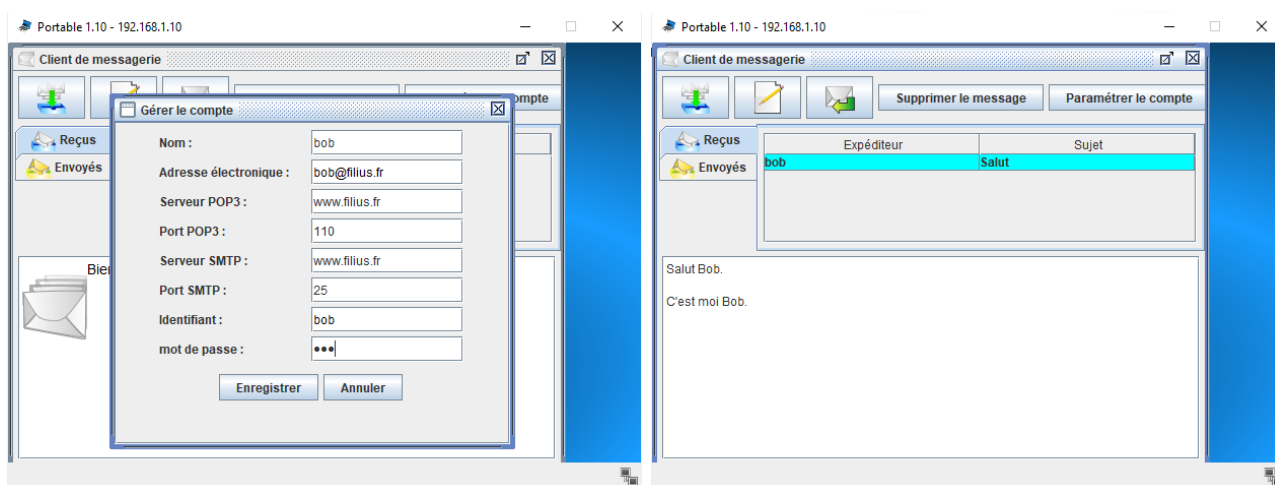 Portable 1.10 - 192.168.1.10
Client de messagerie
ompte
Gérer le compte
Reçus
Envoyés
Nom :
bob
Adresse électronique :
bob@filius.fr
Serveur POP3 :
www.filius.fr
Port POP3 :
110
Serveur SMTP :
www.filius.fr
Port SMTP :
25
Identifiant :
bob
mot de passe :
•••
Enregistrer
Annuler
Bie
Portable 1.10 - 192.168.1.10
Client de messagerie
Supprimer le message
Paramétrer le compte
Reçus
Envoyés
Expéditeur
Sujet
bob
Salut
Salut Bob.
C'est moi Bob.